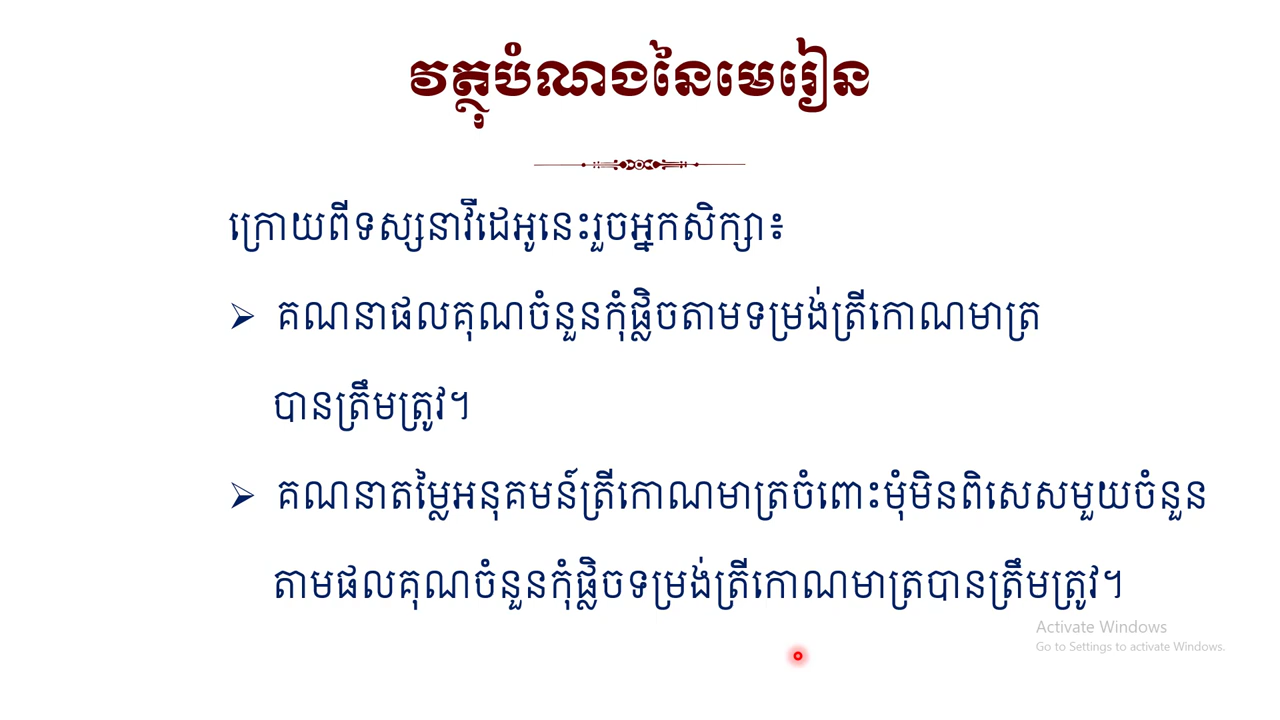 វត្ថុបំណងនៃមេរៀន
ក្រោយពីទស្សនាវីដេអូនេះរួចអ្នកសិក្សា៖
➢ គណនាផលគុណចំនួនកុំផ្លិចតាមទម្រង់ត្រីកោណមាត្រ
បានត្រឹមត្រូវ។
➢ គណនាតម្លៃអនុគមន៍ត្រីកោណមាត្រចំពោះមុំមិនពិសេសមួយចំនួន
តាមផលគុណចំនួនកុំផ្លិចទម្រង់ត្រីកោណមាត្របានត្រឹមត្រូវ។
Activate Windows
Go to Settings to activate Windows.